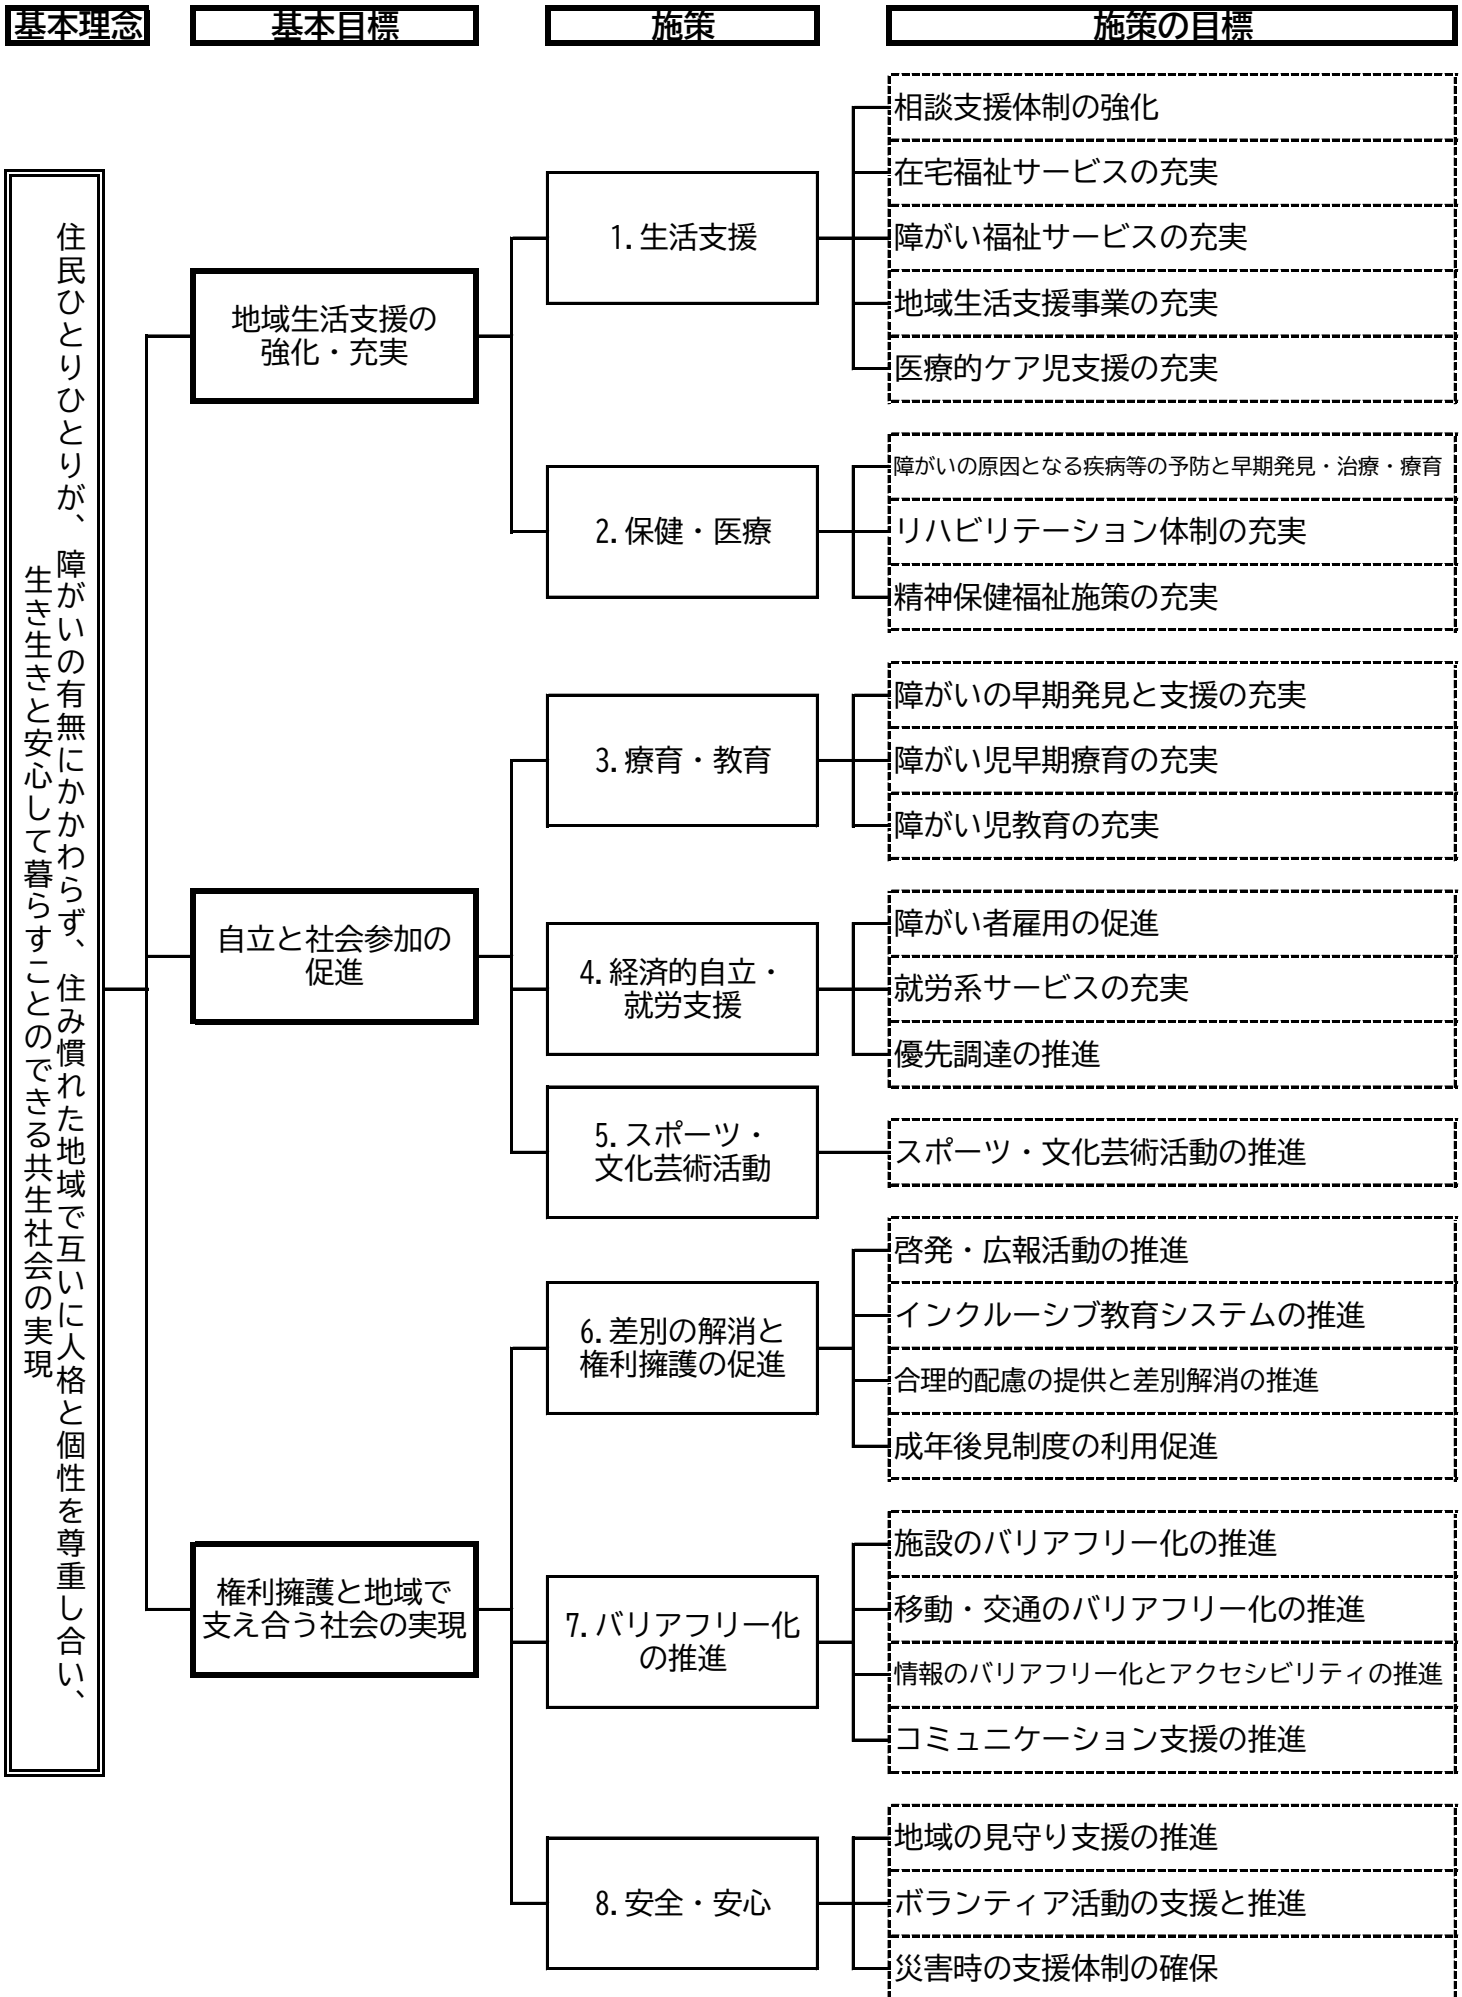 基本理念
基本目標
施策
施策の目標
住民ひとりひとりが、障がいの有無にかかわらず、住み慣れた地域で互いに人格と個性を尊重し合い、
生き生きと安心して暮らすことのできる共生社会の実現
地域生活支援の
強化・充実
1.生活支援
相談支援体制の強化
在宅福祉サービスの充実
障がい福祉サービスの充実
地域生活支援事業の充実
医療的ケア児支援の充実
2.保健・医療
障がいの原因となる疾病等の予防と早期発見・治療・療育
リハビリテーション体制の充実
精神保健福祉施策の充実
自立と社会参加の
促進
3.療育・教育
障がいの早期発見と支援の充実
障がい児早期療育の充実
障がい児教育の充実
4.経済的自立・
就労支援
障がい者雇用の促進
就労系サービスの充実
優先調達の推進
5.スポーツ・
文化芸術活動
スポーツ・文化芸術活動の推進
権利擁護と地域で
支え合う社会の実現
6.差別の解消と
権利擁護の促進
啓発・広報活動の推進
インクルーシブ教育システムの推進
合理的配慮の提供と差別解消の推進
成年後見制度の利用促進
7.バリアフリー化
の推進
施設のバリアフリー化の推進
移動・交通のバリアフリー化の推進
情報のバリアフリー化とアクセシビリティの推進
コミュニケーション支援の推進
8.安全・安心
地域の見守り支援の推進
ボランティア活動の支援と推進
災害時の支援体制の確保